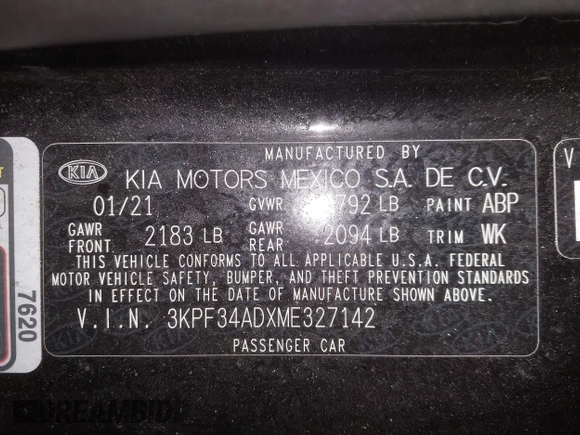 MANUFACTURED BY
KIA KIA MOTORS MEXICO S.A. DE C.V.
01/21 GVWR 3792 LB PAINT ABP
GAWR FRONT 2183 LB GAWR REAR 2094 LB TRIM WK
THIS VEHICLE CONFORMS TO ALL APPLICABLE U.S.A. FEDERAL
MOTOR VEHICLE SAFETY, BUMPER, AND THEFT PREVENTION STANDARDS
IN EFFECT ON THE DATE OF MANUFACTURE SHOWN ABOVE.
V.I.N. 3KPF34ADXME327142
PASSENGER CAR
7620
V
DREAMBID